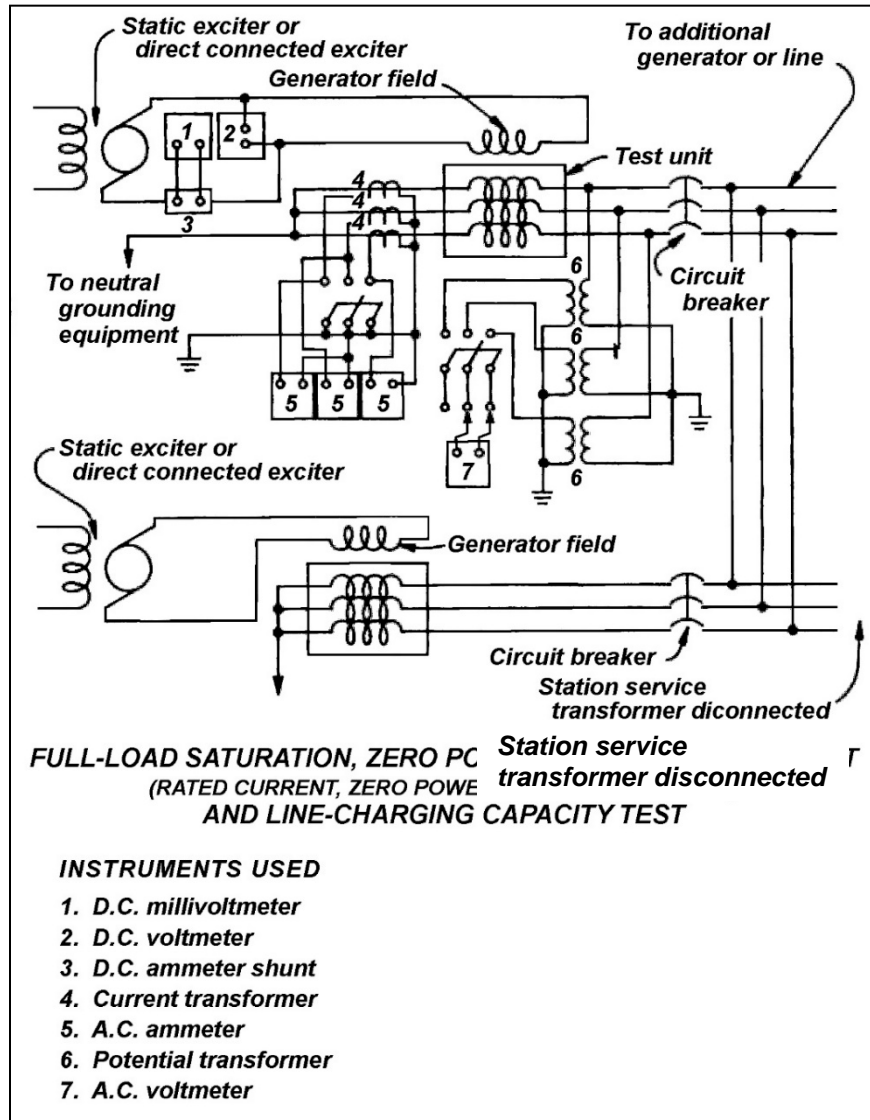 Static exciter or
direct connected exciter
Generator field
To additional
generator or line
1
2
3
4
4
4
Test unit
To neutral
grounding
equipment
Circuit
breaker
6
6
6
5
5
5
7
Static exciter or
direct connected exciter
Generator field
Circuit breaker
Station service
transformer diconnected
FULL-LOAD SATURATION, ZERO
Station service
transformer disconnected
(RATED CURRENT, ZERO
AND LINE-CHARGING CAPACITY TEST
INSTRUMENTS USED
1. D.C. millivoltmeter
2. D.C. voltmeter
3. D.C. ammeter shunt
4. Current transformer
5. A.C. ammeter
6. Potential transformer
7. A.C. voltmeter